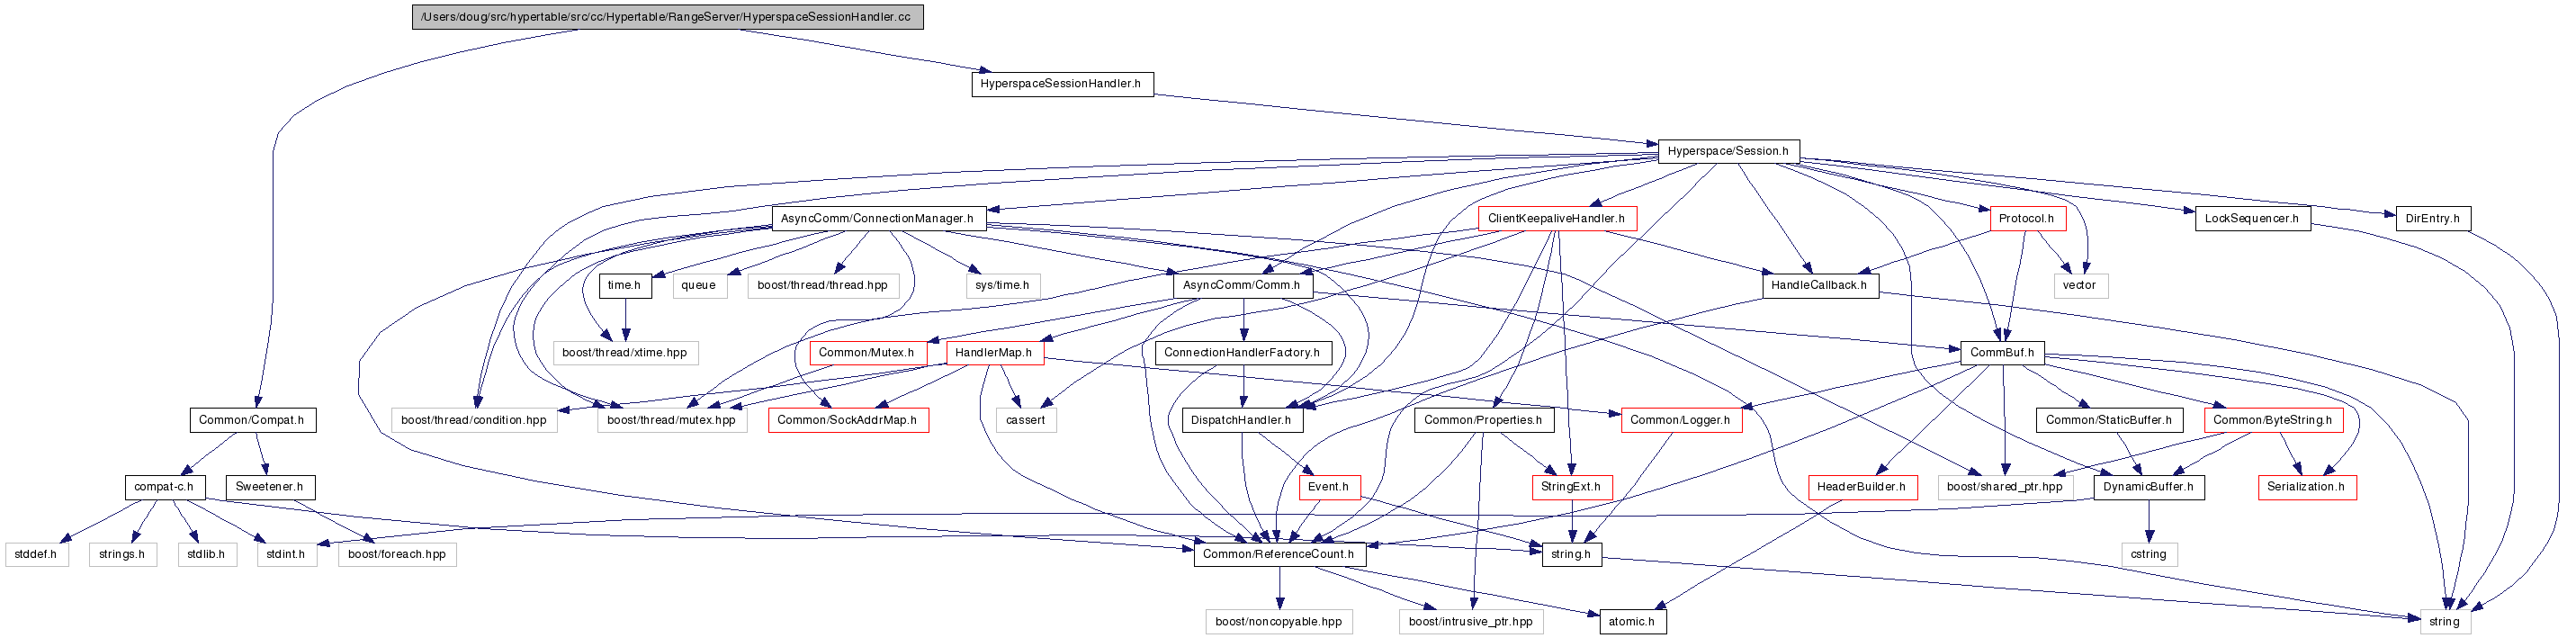 /Users/doug/src/hypertable/src/cc/Hypertable/RangeServer/HyperspaceSessionHandler.cc
HyperspaceSessionHandler.h
Hyperspace/Session.h
AsyncComm/ConnectionManager.h
ClientKeepaliveHandler.h
Protocol.h
LockSequencer.h
DirEntry.h
time.h
queue
boost/thread/thread.hpp
sys/time.h
AsyncComm/Comm.h
HandleCallback.h
vector
boost/thread/xtime.hpp
Common/Mutex.h
HandlerMap.h
ConnectionHandlerFactory.h
CommBuf.h
Common/Compat.h
boost/thread/condition.hpp
boost/thread/mutex.hpp
Common/SockAddrMap.h
cassert
DispatchHandler.h
Common/Properties.h
Common/Logger.h
Common/StaticBuffer.h
Common/ByteString.h
compat-c.h
Sweetener.h
Event.h
StringExt.h
HeaderBuilder.h
boost/shared_ptr.hpp
DynamicBuffer.h
Serialization.h
stddef.h
strings.h
stdlib.h
stdint.h
boost/foreach.hpp
Common/ReferenceCount.h
string.h
cstring
boost/noncopyable.hpp
boost/intrusive_ptr.hpp
atomic.h
string